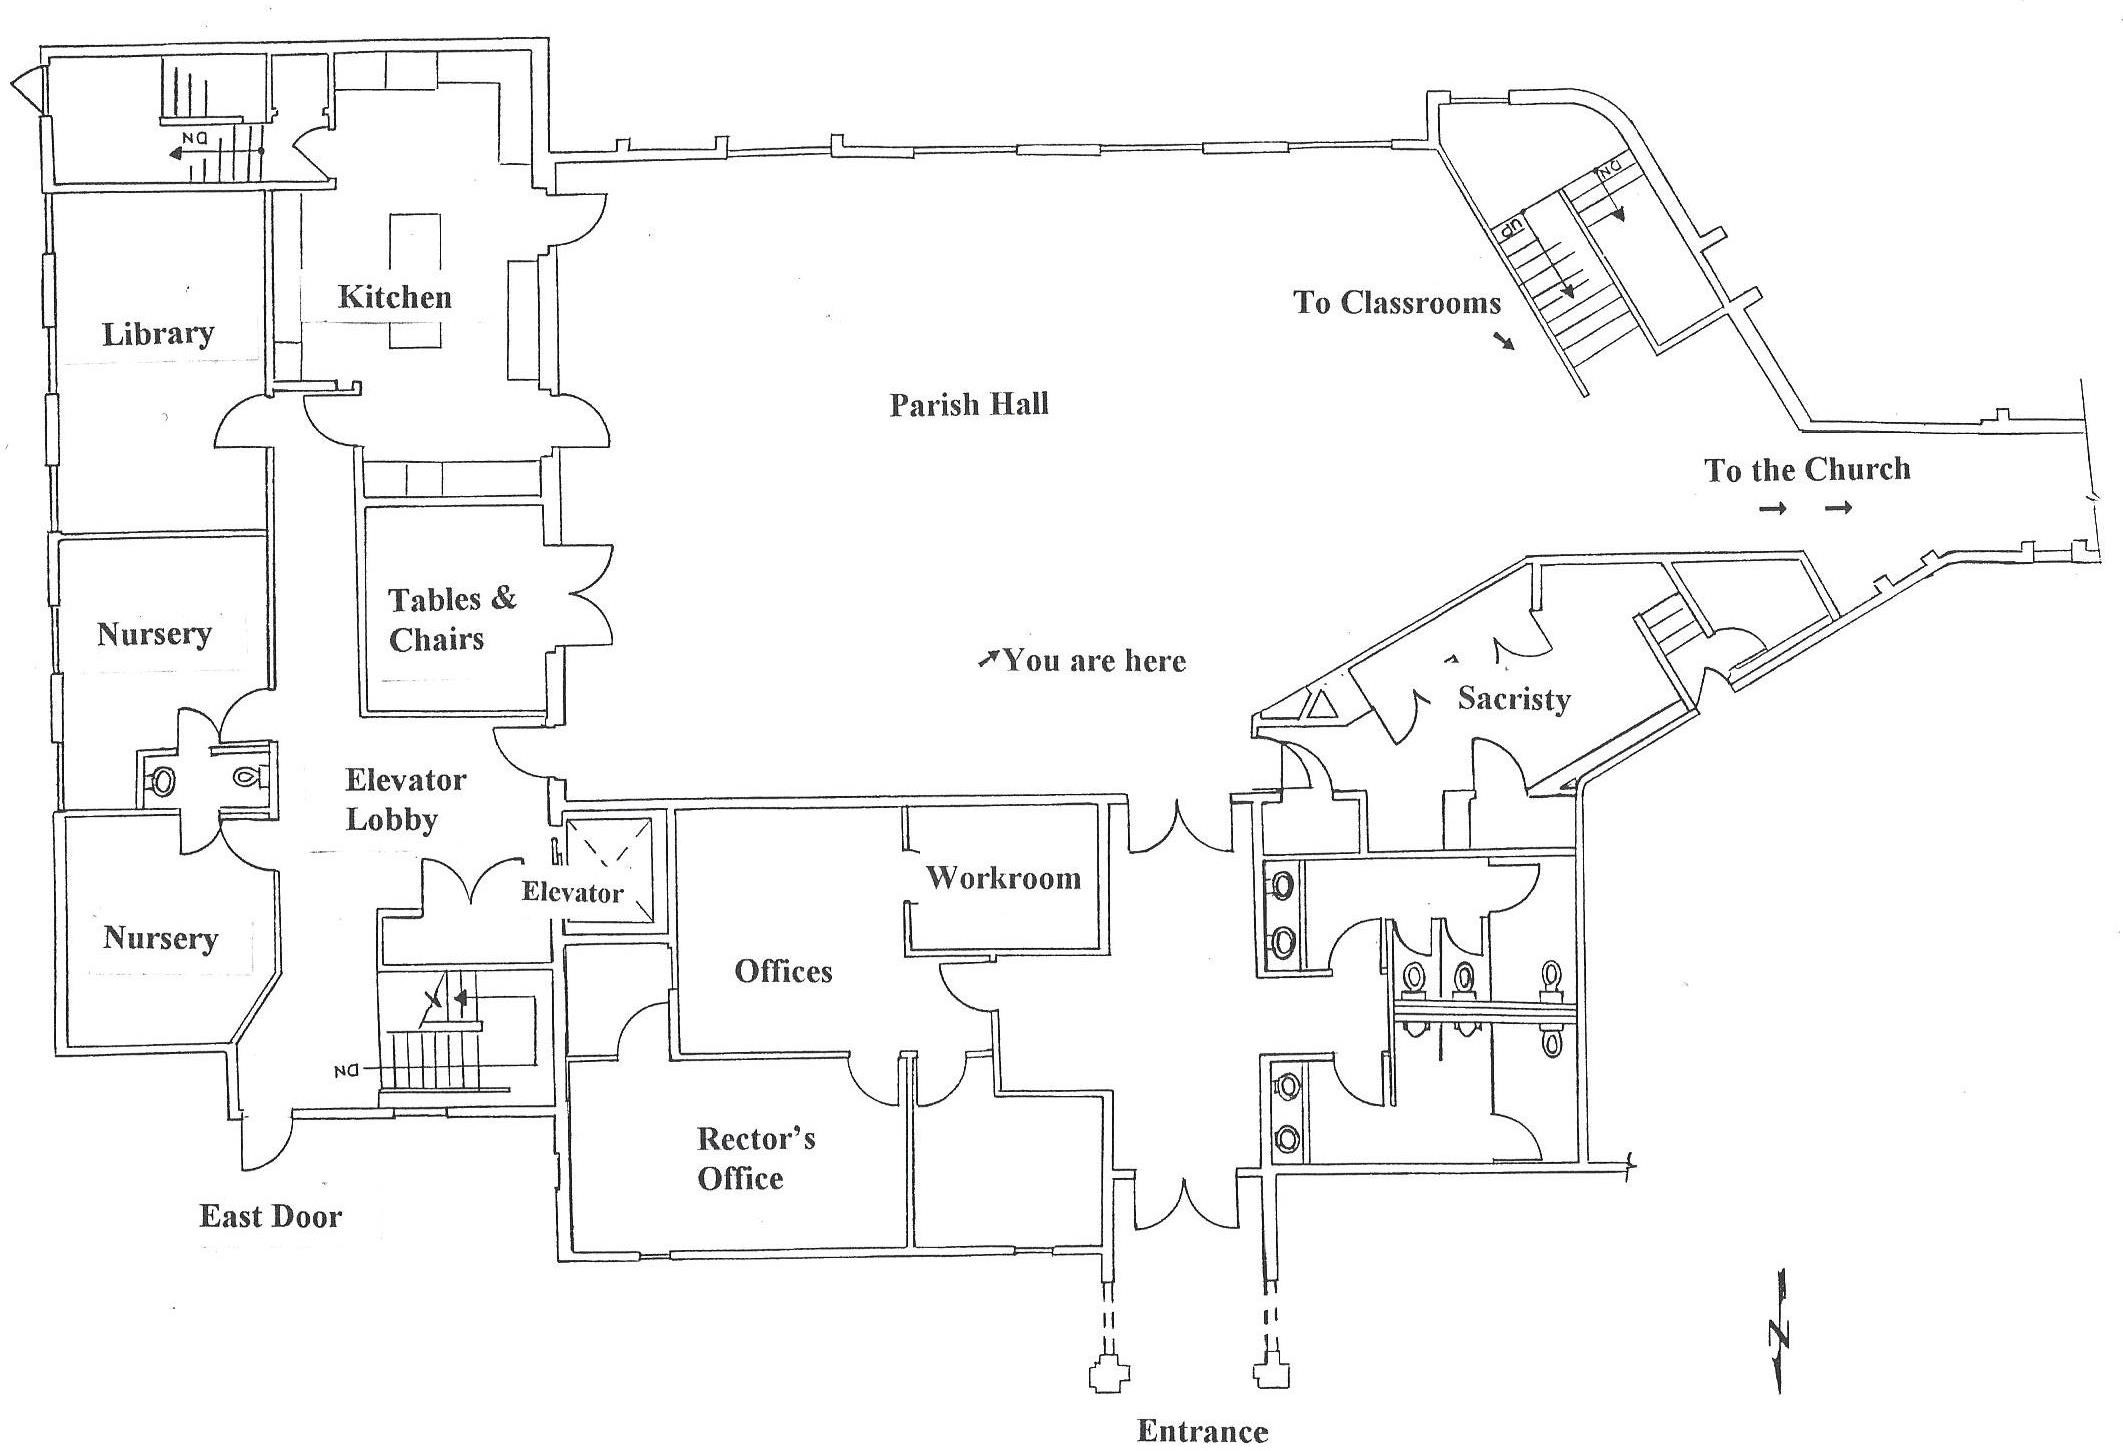 DN
Kitchen
Library
DN
UP
To Classrooms
Parish Hall
To the Church
Tables &
Chairs
Nursery
You are here
Sacristy
Elevator
Lobby
Elevator
Workroom
Nursery
Offices
DN
Rector's
Office
East Door
N
Entrance